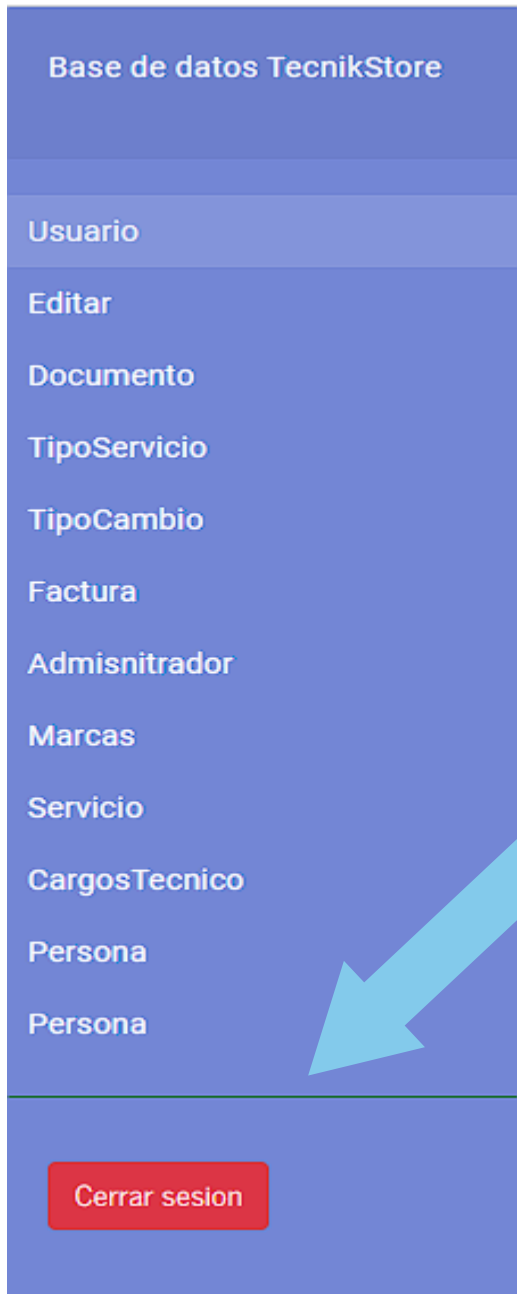 Base de datos TecnikStore
Usuario
Editar
Documento
TipoServicio
TipoCambio
Factura
Admisnitrador
Marcas
Servicio
CargosTecnico
Persona
Persona
Cerrar sesion